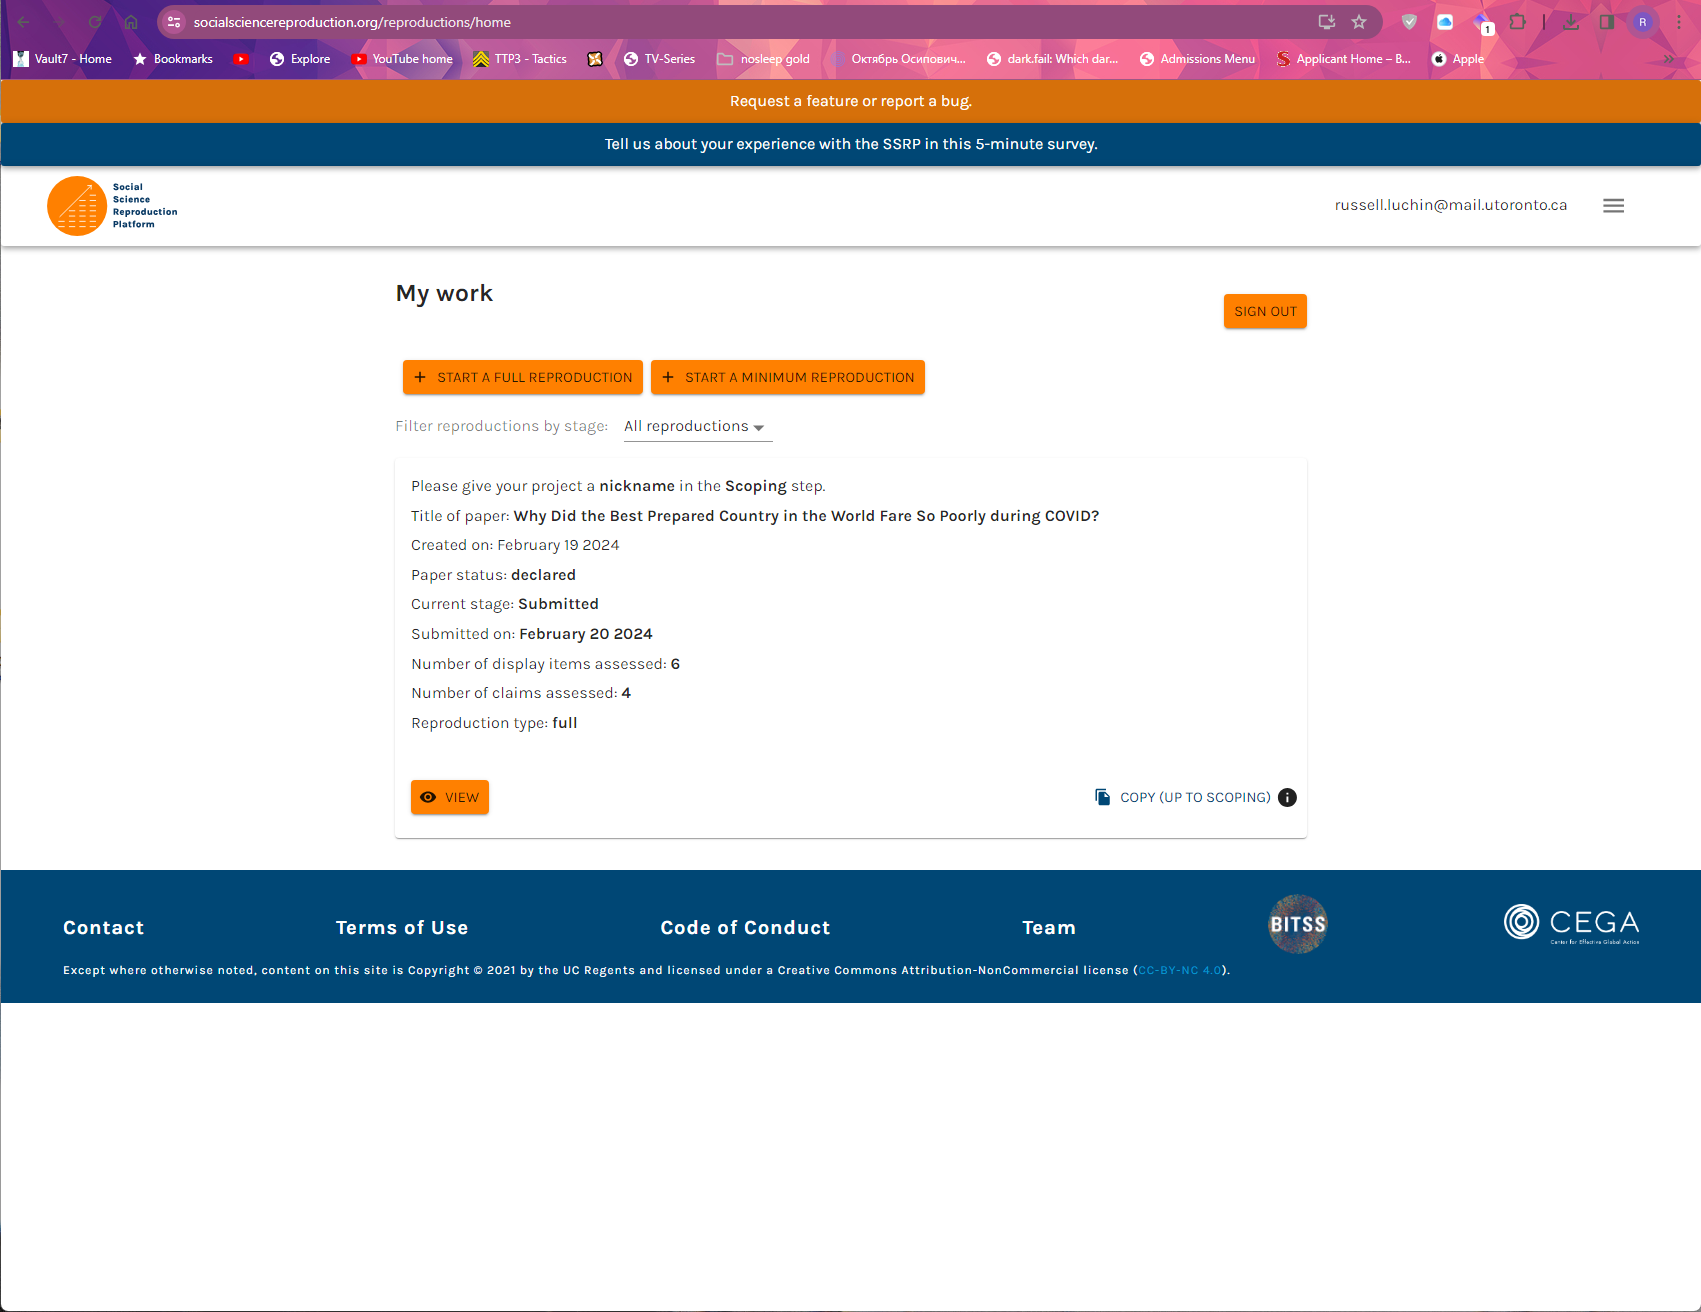 socialsciencereproduction.org/reproductions/home
1
R
Vault7 - Home
Bookmarks
Explore
YouTube home
TTP3 - Tactics
TV-Series
nosleep gold
Октябрь Осипович...
dark.fail: Which dar...
Admissions Menu
Applicant Home – B...
Apple
Request a feature or report a bug.
Tell us about your experience with the SSRP in this 5-minute survey.
Social
Science
Reproduction
Platform
russell.luchin@mail.utoronto.ca
My work
SIGN OUT
START A FULL REPRODUCTION
START A MINIMUM REPRODUCTION
Filter reproductions by stage: All reproductions
Please give your project a nickname in the Scoping step.
Title of paper: Why Did the Best Prepared Country in the World Fare So Poorly during COVID?
Created on: February 19 2024
Paper status: declared
Current stage: Submitted
Submitted on: February 20 2024
Number of display items assessed: 6
Number of claims assessed: 4
Reproduction type: full
VIEW
COPY (UP TO SCOPING)
Contact
Terms of Use
Code of Conduct
Team
BITSS
CEGA
Center for Effective Global Action
Except where otherwise noted, content on this site is Copyright © 2021 by the UC Regents and licensed under a Creative Commons Attribution-NonCommercial license (CC-BY-NC 4.0).